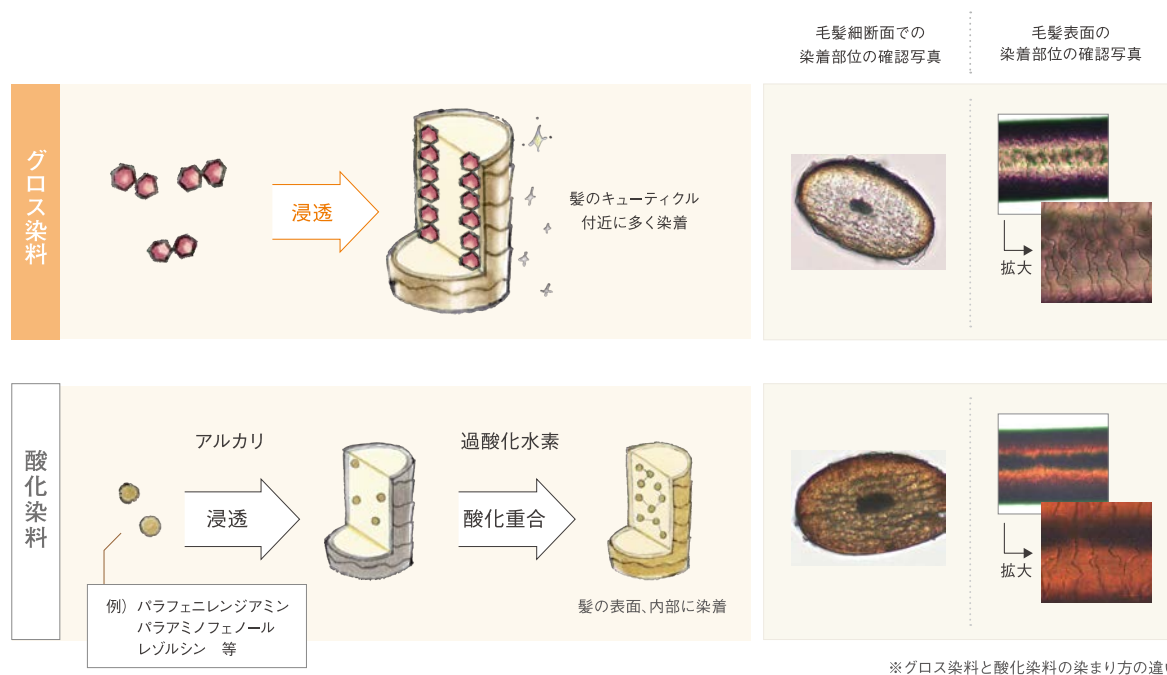 毛髪細断面での
染着部位の確認写真
毛髪表面の
染着部位の確認写真
グロス染料
浸透
髪のキューティクル
付近に多く染着
拡大
酸化染料
アルカリ
浸透
過酸化水素
酸化重合
例）パラフェニレンジアミン
パラアミノフェノール
レゾルシン 等
髪の表面、内部に染着
拡大
※グロス染料と酸化染料の染まり方の違い